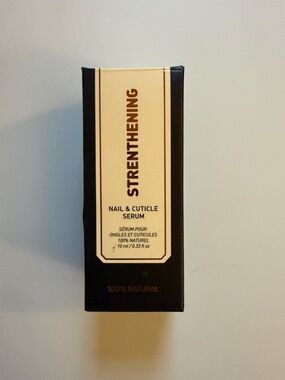 STRENTHENING
NAIL & CUTICLE
SERUM
SÉRUM POUR
ONGLES ET CUTICULES
100% NATUREL
10 ml / 0.33 fl oz
100% NATURAL